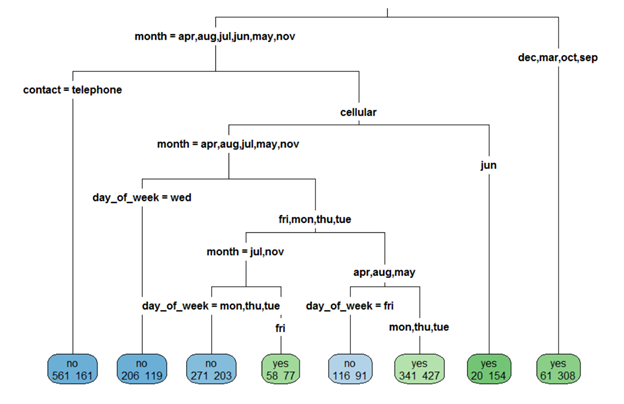 month = apr,aug,jul,jun,may,nov
dec,mar,oct,sep
contact = telephone
cellular
month = apr,aug,jul,may,nov
jun
day_of_week = wed
fri,mon,thu,tue
month = jul,nov
apr,aug,may
day_of_week = mon,thu,tue
day_of_week = fri
fri
mon,thu,tue
no no no yes no yes yes yes
561 161 206 119 271 203 58 77 116 91 341 427 20 154 61 308